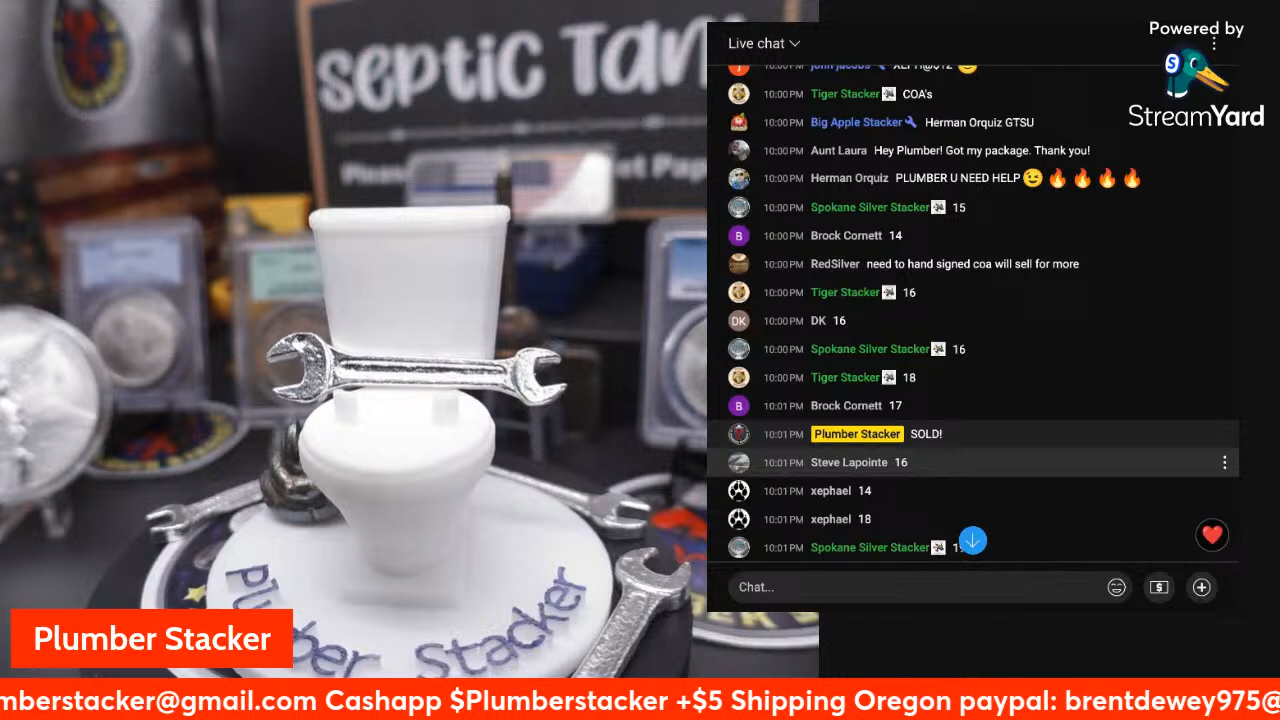 septic Tan
Live chat
Powered by
StreamYard
10:00 PM Tiger Stacker COA's
10:00 PM Big Apple Stacker Herman Orquiz GTSU
10:00 PM Aunt Laura Hey Plumber! Got my package. Thank you!
10:00 PM Herman Orquiz PLUMBER U NEED HELP 😉 🔥 🔥 🔥 🔥
10:00 PM Spokane Silver Stacker 15
B 10:00 PM Brock Cornett 14
10:00 PM RedSilver need to hand signed coa will sell for more
10:00 PM Tiger Stacker 16
DK 10:00 PM DK 16
10:00 PM Spokane Silver Stacker 16
10:00 PM Tiger Stacker 18
B 10:01 PM Brock Cornett 17
10:01 PM Plumber Stacker SOLD!
10:01 PM Steve Lapointe 16
10:01 PM xephael 14
10:01 PM xephael 18
10:01 PM Spokane Silver Stacker
Chat...
Plumber Stacker
Plumber Stacker
mberstacker@gmail.com Cashapp $Plumberstacker +$5 Shipping Oregon paypal: brentdewey975@